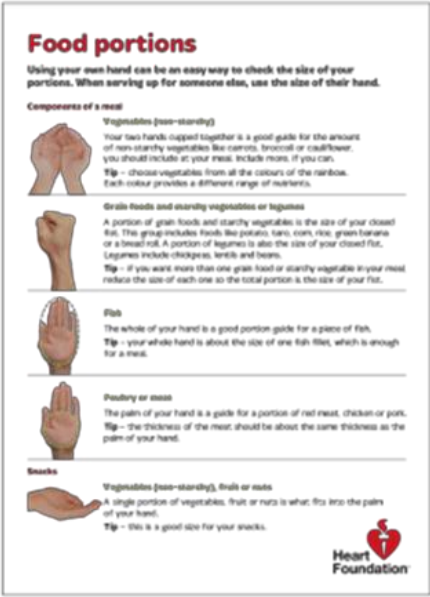 Food portions
Using your own hand can be an easy way to check the size of your
portions. When serving up for someone else, use the size of their hand.
Components of a meal
Vegetables (non-starchy)
Your two hands cupped together is a good guide for the amount
of non-starchy vegetables like carrots, broccoli or cauliflower,
you should include at your meal. Include more, if you can.
Tip – choose vegetables from all the colours of the rainbow.
Each colour provides a different range of nutrients.
Grain foods and starchy vegetables or legumes
A portion of grain foods and starchy vegetables is the size of your closed
fist. This group includes foods like potato, taro, corn, rice, green banana
or a bread roll. A portion of legumes is also the size of your closed fist.
Legumes include chickpeas, lentils and beans.
Tip – if you want more than one grain food or starchy vegetable in your meal
reduce the size of each one so the total portion is the size of your fist.
Fish
The whole of your hand is a good portion guide for a piece of fish.
Tip – your whole hand is about the size of one fish fillet, which is enough
for a meal.
Poultry or meat
The palm of your hand is a guide for a portion of red meat, chicken or pork.
Tip – the thickness of the meat should be about the same thickness as the
palm of your hand.
Snacks
Vegetables (non-starchy), fruit or nuts
A single portion of vegetables, fruit or nuts is what fits into the palm
of your hand.
Tip – this is a good size for your snacks.
Heart
Foundation